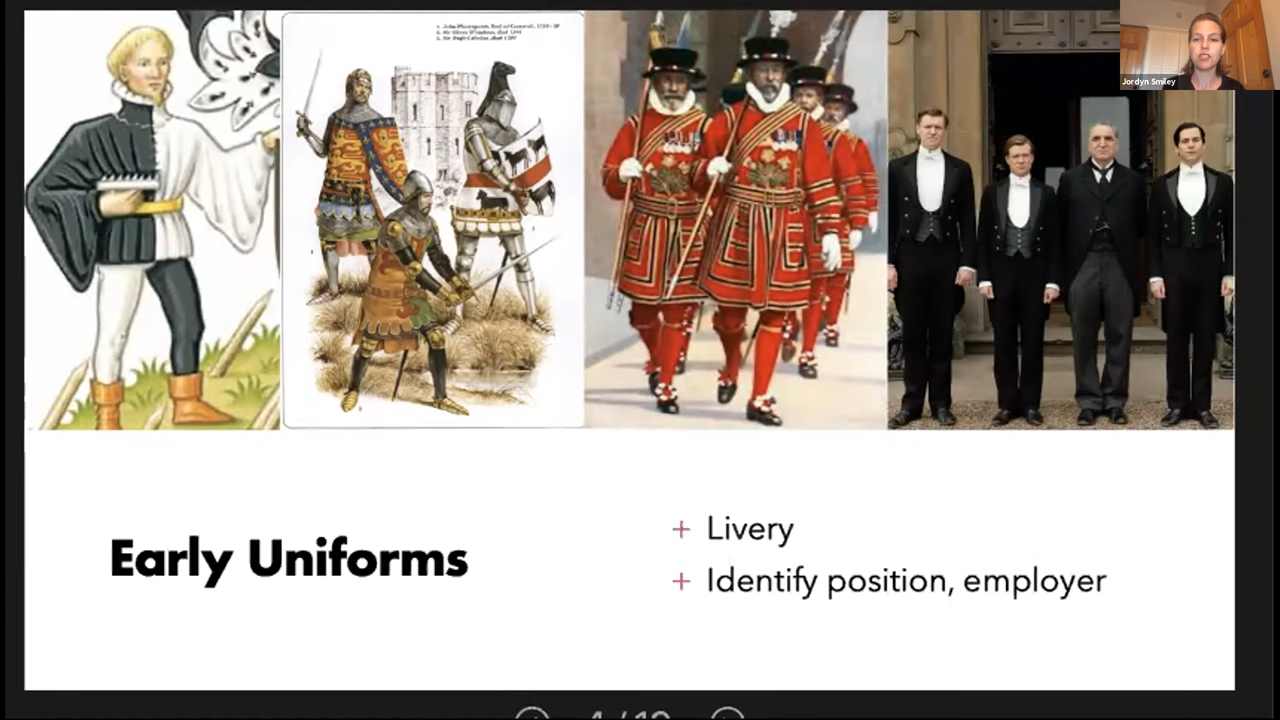 Jordyn Smiley
Early Uniforms
+ Livery
+ Identify position, employer